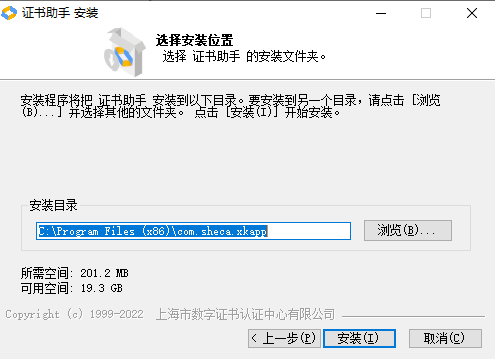 证书助手 安装
选择安装位置
选择 证书助手 的安装文件夹。
安装程序将把 证书助手 安装到以下目录。要安装到另一个目录，请点击 [浏览
(B)...] 并选择其他的文件夹。 点击 [安装(I)] 开始安装。
安装目录
C:\Program Files (x86)\com.sheca.xkapp
浏览(B)...
所需空间: 201.2 MB
可用空间: 19.3 GB
Copyright (c) 1999-2022 上海市数字证书认证中心有限公司
< 上一步(P)
安装(I)
取消(C)